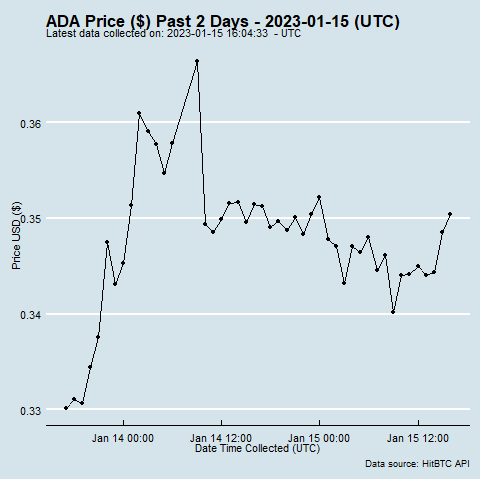 ADA Price ($) Past 2 Days - 2023-01-15 (UTC)
Latest data collected on: 2023-01-15 16:04:33  - UTC
0.36
0.35
0.34
0.33
Price USD ($)
Jan 14 00:00 Jan 14 12:00 Jan 15 00:00 Jan 15 12:00
Date Time Collected (UTC)
Data source: HitBTC API